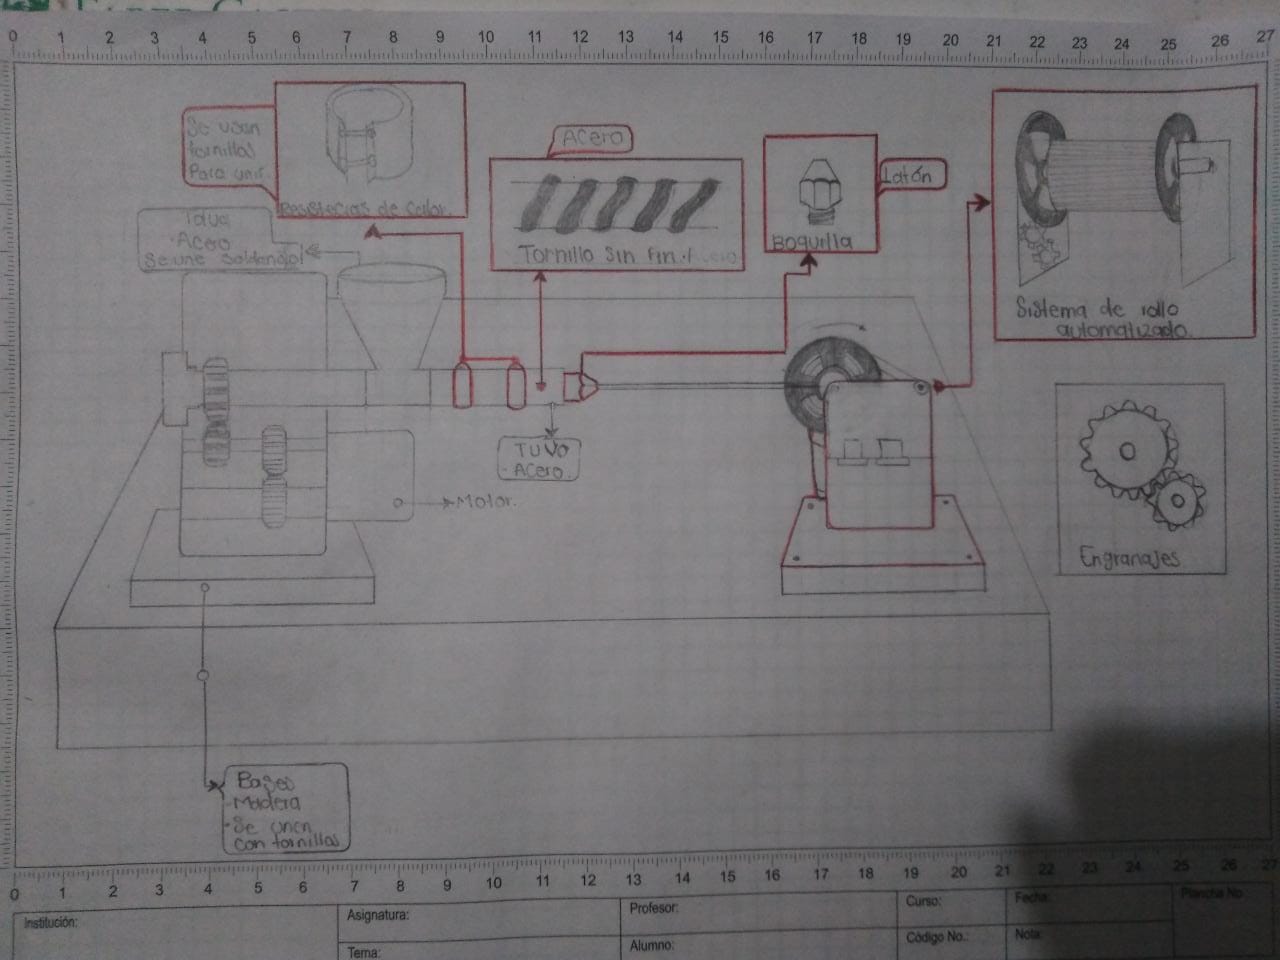 0 1 2 3 4 5 6 7 8 9 10 11 12 13 14 15 16 17 18 19 20 21 22 23 24 25 26 27
Se usan
tornillos
Para unir.
Resistecias de Calor
Acero
Tornillo Sin Fin.
Latón
Boquilla
Sistema de rollo
automatizado.
Tolva
·Acero
Se une Soldandol
TUVO
·Acero.
Motor.
Engranajes
Bases
·Madera
·Se unen
con tornillos
0 1 2 3 4 5 6 7 8 9 10 11 12 13 14 15 16 17 18 19 20 21 22 23 24 25 26 27
Institución:
Asignatura:
Tema:
Profesor:
Alumno:
Curso:
Código No.:
Fecha:
Nota:
Plancha No